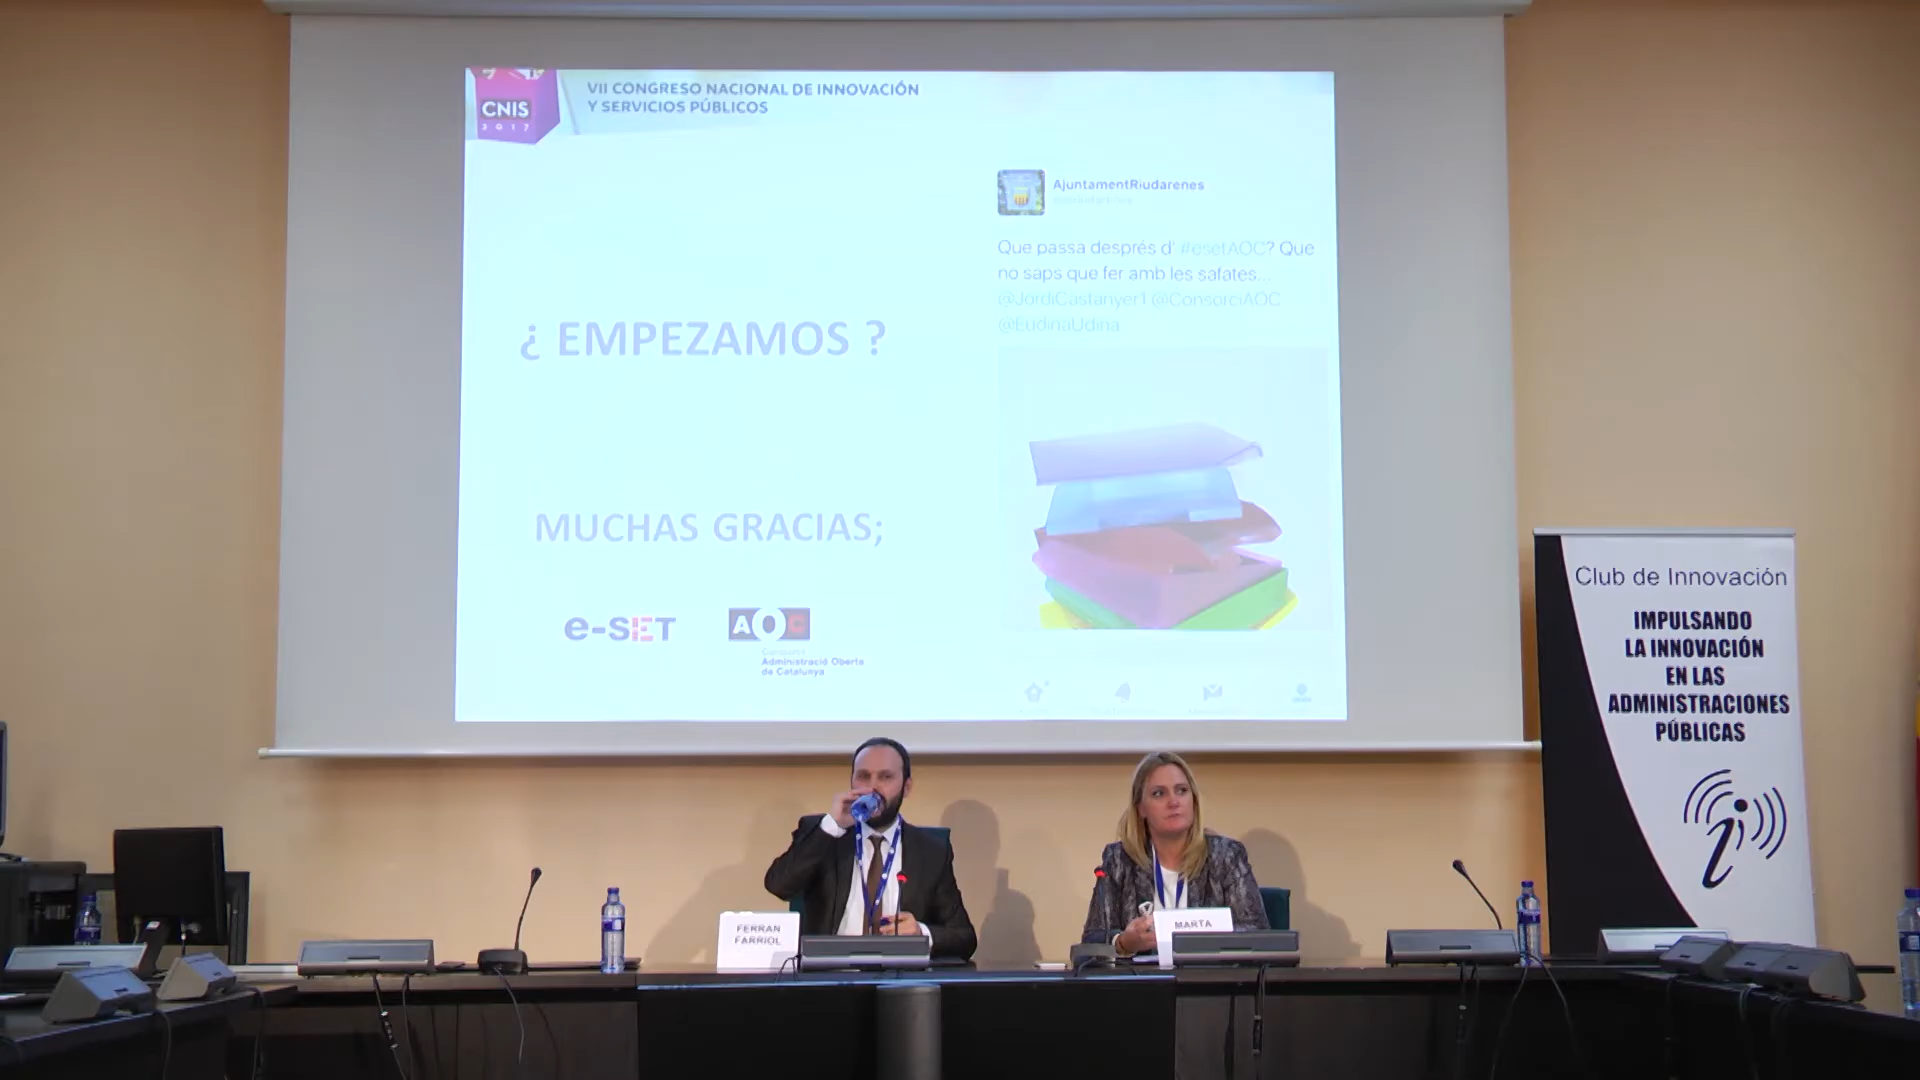 CNIS
2017
VII CONGRESO NACIONAL DE INNOVACIÓN
Y SERVICIOS PÚBLICOS
AjuntamentRiudarenes
Que passa després d' #esetAOC? Que
no saps que fer amb les safates...
@JordiCastanyer1 @ConsorciAOC
@EudinaUdina
¿ EMPEZAMOS ?
MUCHAS GRACIAS;
e-SET
AOC
Consorci
Administració Oberta
de Catalunya
Club de Innovación
IMPULSANDO
LA INNOVACIÓN
EN LAS
ADMINISTRACIONES
PÚBLICAS
i
FERRAN
FARRIOL
MARTA